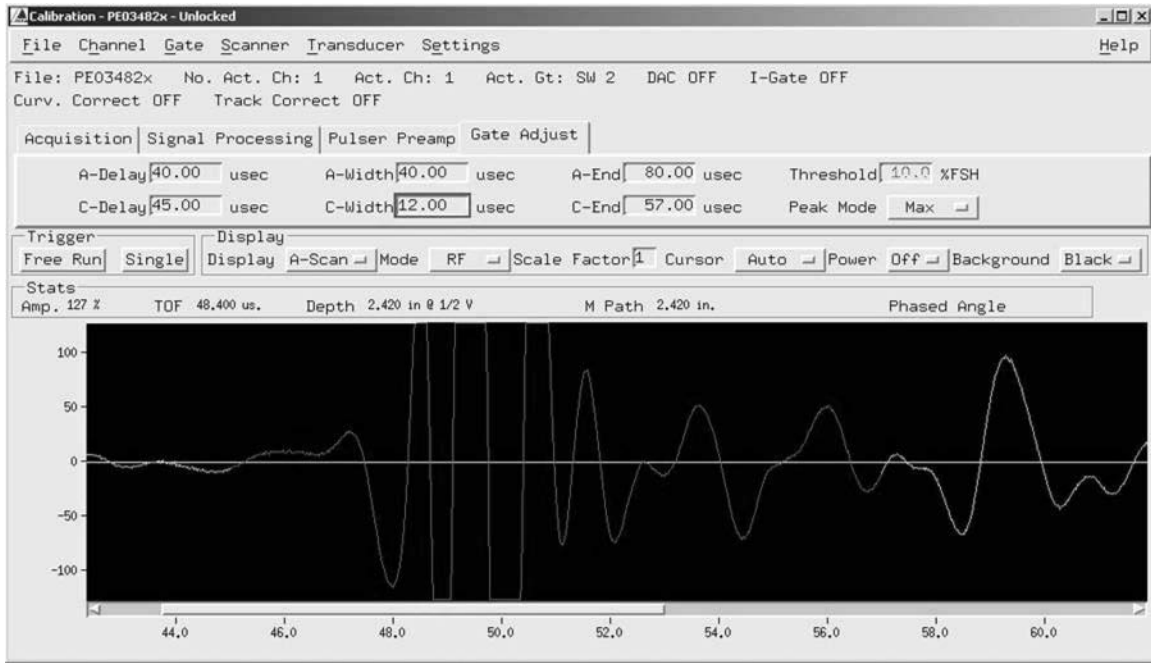 Calibration - PE03482x - Unlocked
File Channel Gate Scanner Transducer Settings Help
File: PE03482x No. Act. Ch: 1 Act. Ch: 1 Act. Gt: SW 2 DAC OFF I-Gate OFF
Curv. Correct OFF Track Correct OFF
Acquisition Signal Processing Pulser Preamp Gate Adjust
A-Delay 40.00 usec A-Width 40.00 usec A-End 80.00 usec Threshold 10.0 %FSH
C-Delay 45.00 usec C-Width 12.00 usec C-End 57.00 usec Peak Mode Max
Trigger Display
Free Run Single Display A-Scan Mode RF Scale Factor 1 Cursor Auto Power Off Background Black
Stats
Amp. 127 % TOF 48.400 us. Depth 2.420 in @ 1/2 V M Path 2.420 in. Phased Angle
100
50
0
-50
-100
44.0 46.0 48.0 50.0 52.0 54.0 56.0 58.0 60.0